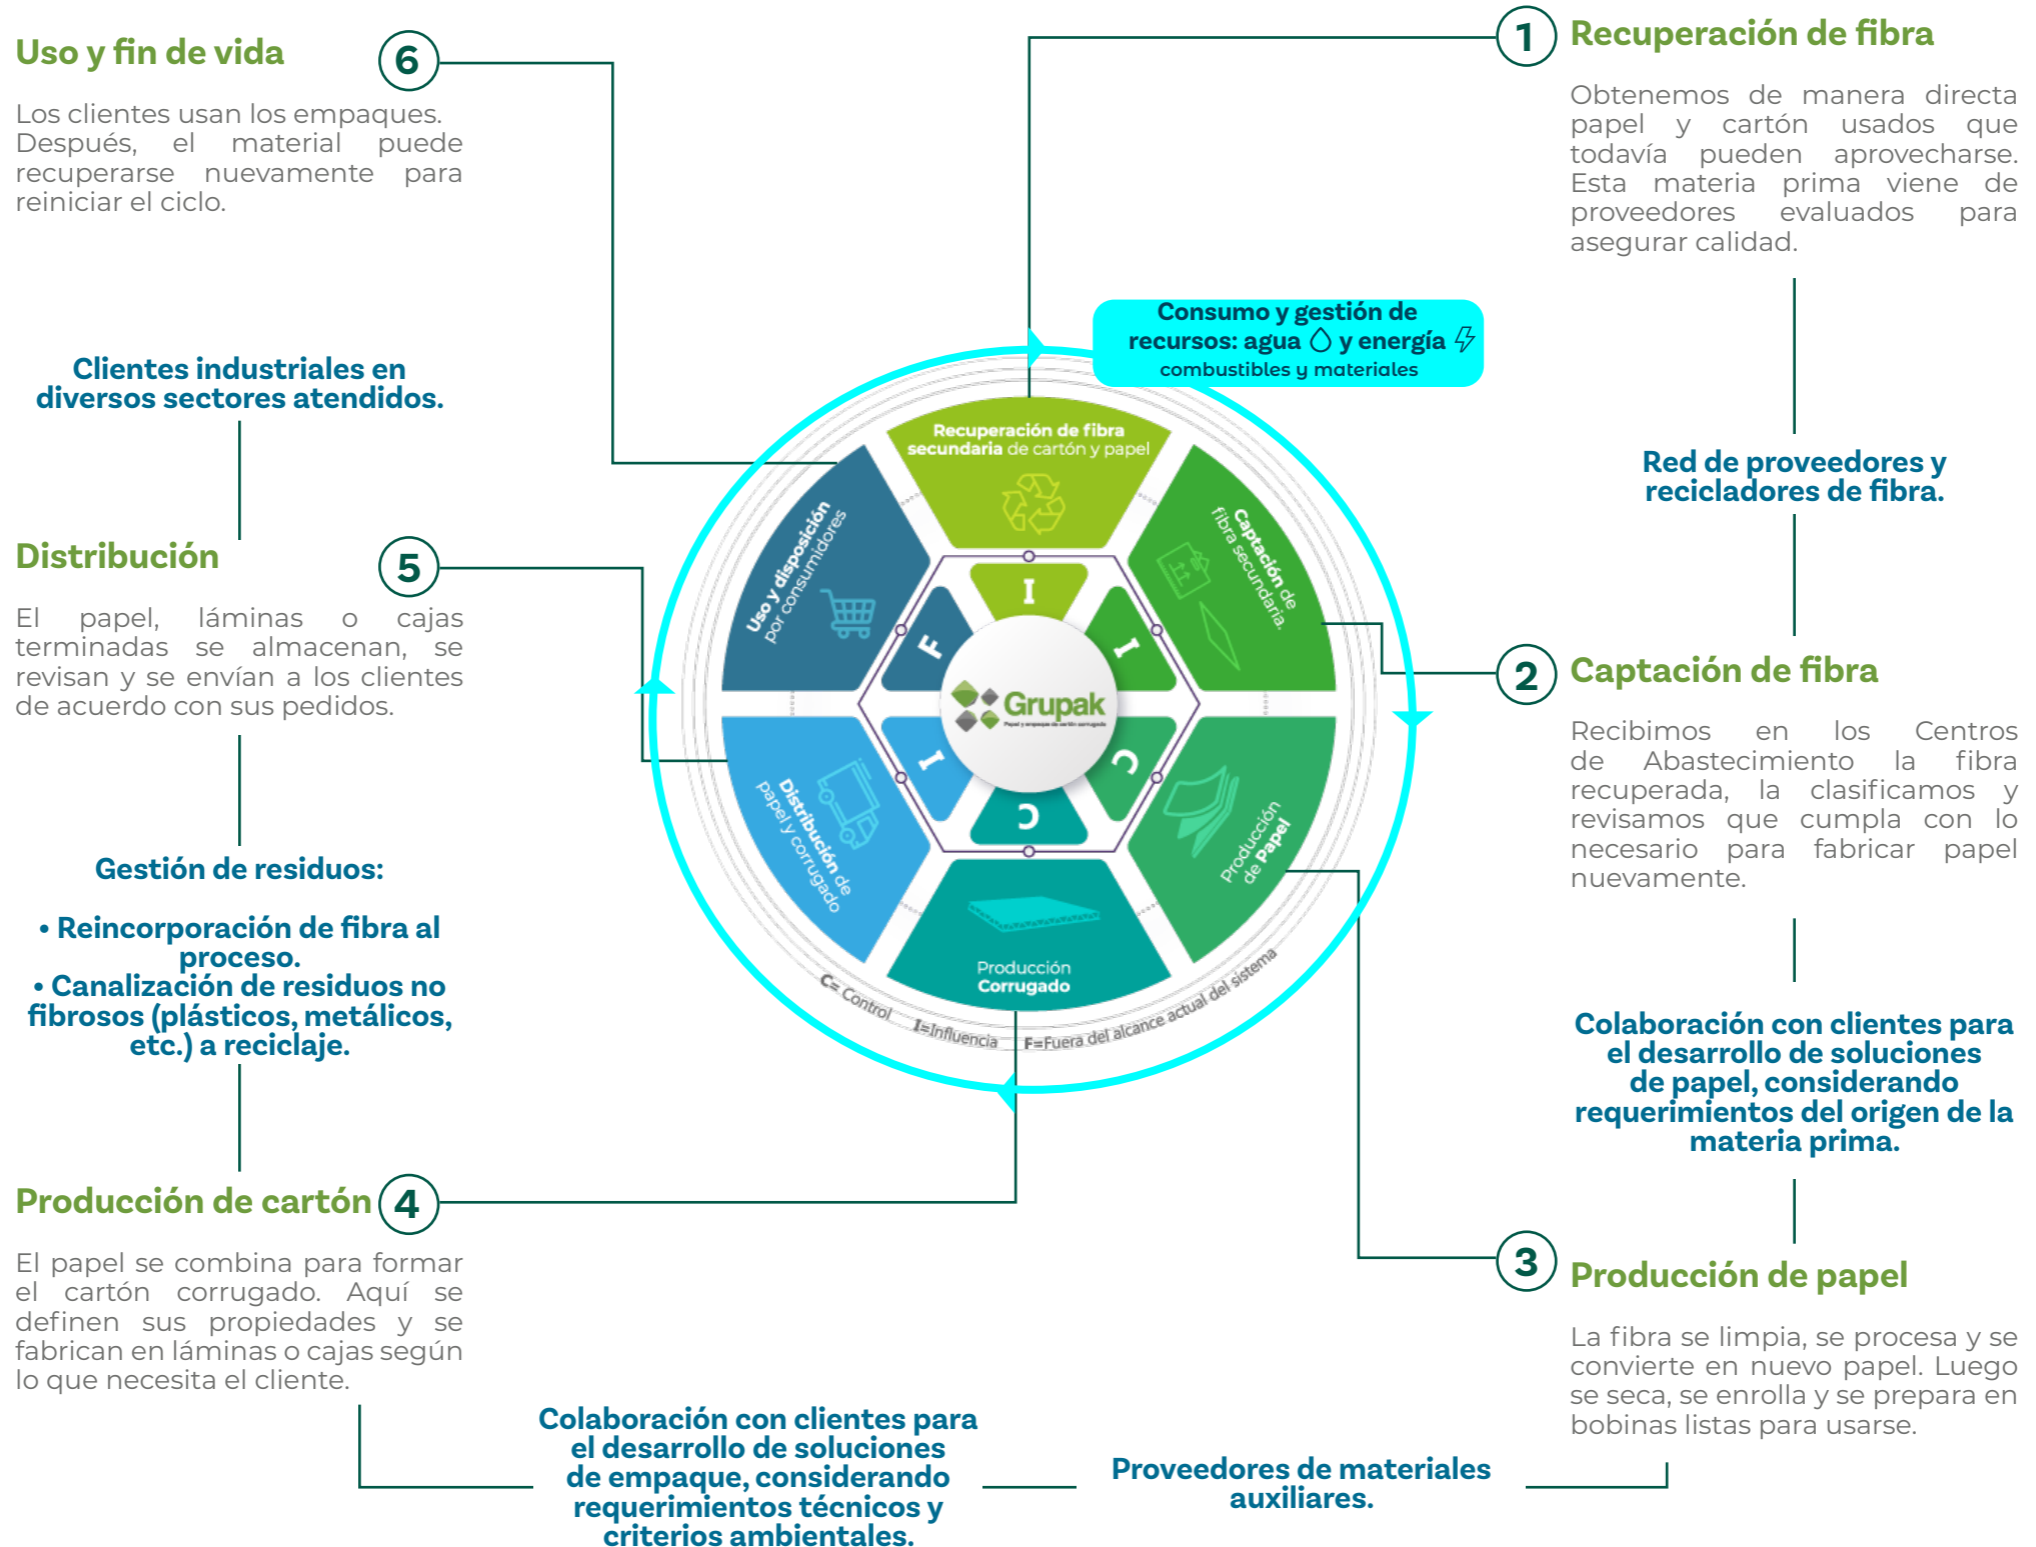 Uso y fin de vida
6
Los clientes usan los empaques.
Después, el material puede
recuperarse nuevamente para
reiniciar el ciclo.
Clientes industriales en
diversos sectores atendidos.
Distribución
5
El papel, láminas o cajas
terminadas se almacenan, se
revisan y se envían a los clientes
de acuerdo con sus pedidos.
Gestión de residuos:
• Reincorporación de fibra al
proceso.
• Canalización de residuos no
fibrosos (plásticos, metálicos,
etc.) a reciclaje.
Producción de cartón
4
El papel se combina para formar
el cartón corrugado. Aquí se
definen sus propiedades y se
fabrican en láminas o cajas según
lo que necesita el cliente.
Colaboración con clientes para
el desarrollo de soluciones
de empaque, considerando
requerimientos técnicos y
criterios ambientales.
Proveedores de materiales
auxiliares.
Consumo y gestión de
recursos: agua y energía
combustibles y materiales
Recuperación de fibra
secundaria de cartón y papel
Captación de
fibra secundaria.
Producción
de Papel
Producción
Corrugado
Distribución de
papel y corrugado
Uso y disposición
por consumidores
I
I
C
C
I
F
Grupak
Papel y empaque de cartón corrugado
C= Control
I=Influencia
F=Fuera del alcance actual del sistema
1
Recuperación de fibra
Obtenemos de manera directa
papel y cartón usados que
todavía pueden aprovecharse.
Esta materia prima viene de
proveedores evaluados para
asegurar calidad.
Red de proveedores y
recicladores de fibra.
2
Captación de fibra
Recibimos en los Centros
de Abastecimiento la fibra
recuperada, la clasificamos y
revisamos que cumpla con lo
necesario para fabricar papel
nuevamente.
Colaboración con clientes para
el desarrollo de soluciones
de papel, considerando
requerimientos del origen de la
materia prima.
3
Producción de papel
La fibra se limpia, se procesa y se
convierte en nuevo papel. Luego
se seca, se enrolla y se prepara en
bobinas listas para usarse.